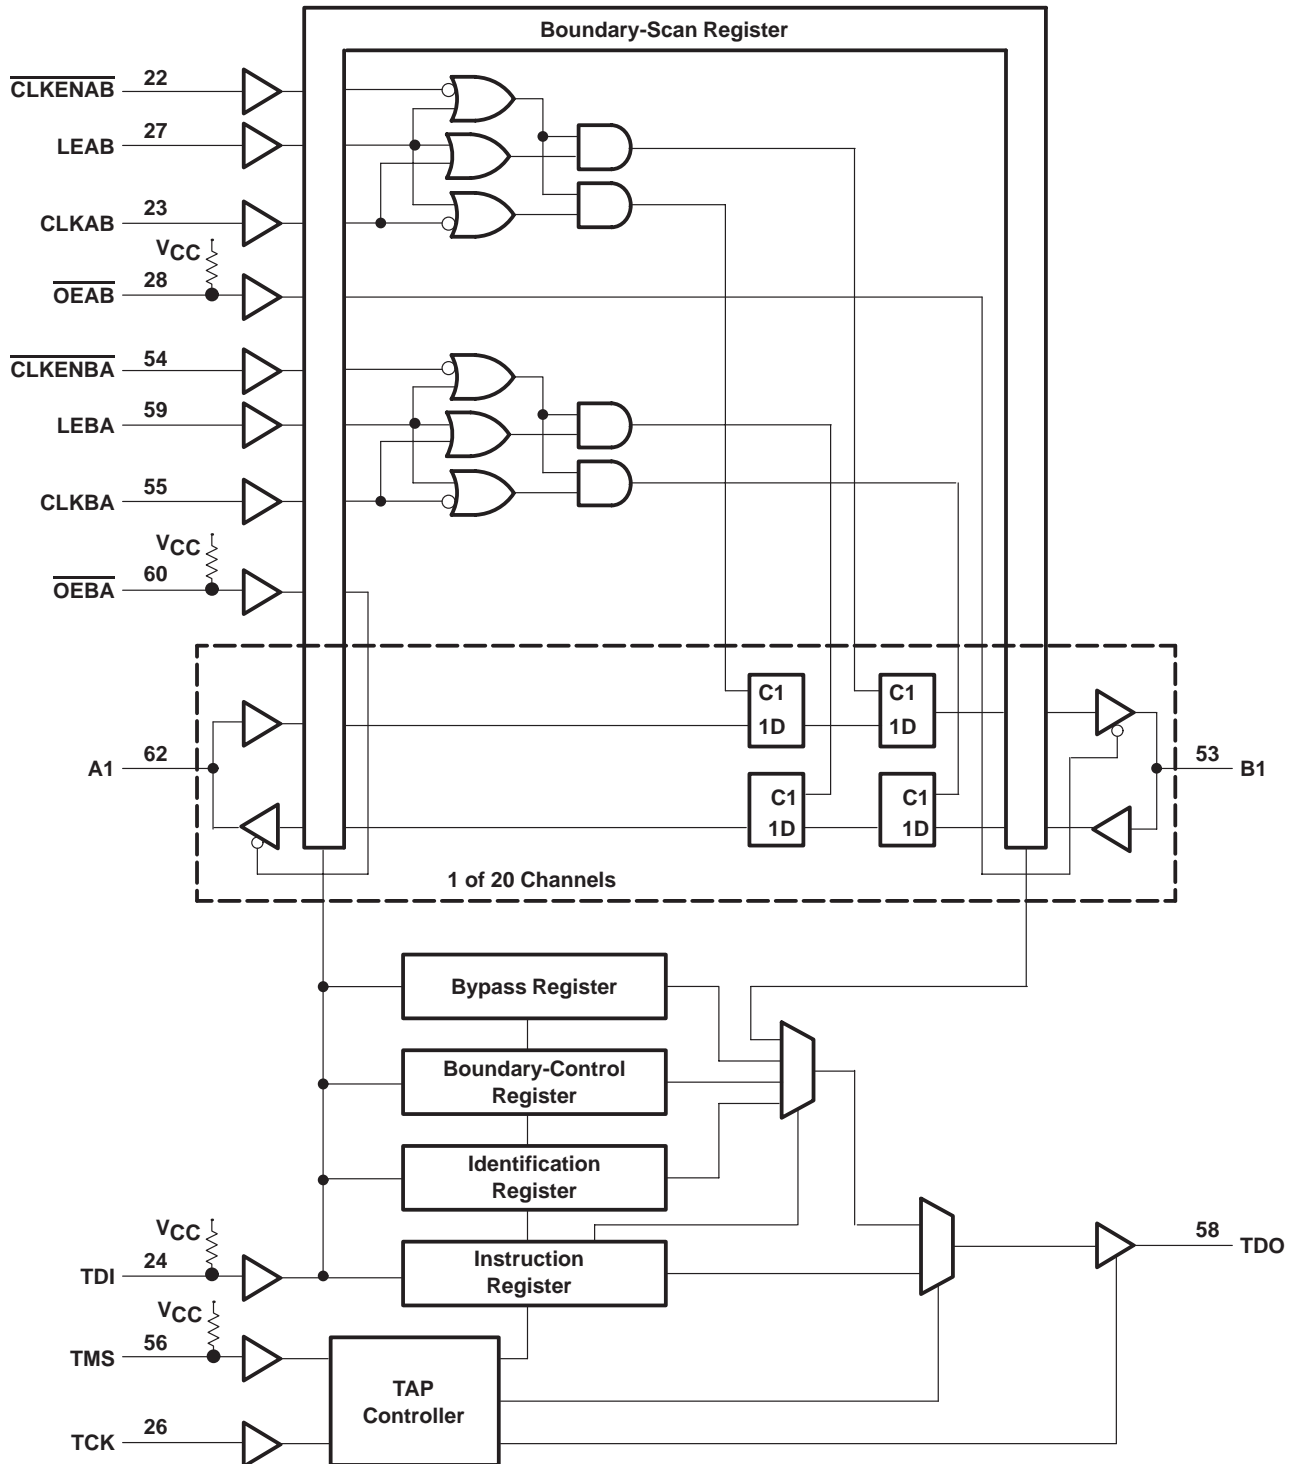 Boundary-Scan Register
CLKENAB 22
LEAB 27
CLKAB 23
VCC
OEAB 28
CLKENBA 54
LEBA 59
CLKBA 55
VCC
OEBA 60
C1 C1
1D 1D
A1 62
53 B1
C1 C1
1D 1D
1 of 20 Channels
Bypass Register
Boundary-Control
Register
Identification
Register
VCC
TDI 24
Instruction
Register
58 TDO
VCC
TMS 56
TAP
Controller
TCK 26